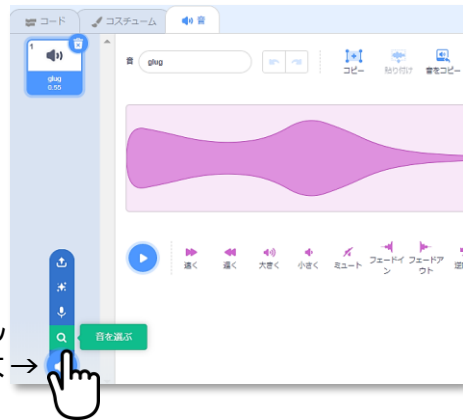 コード
コスチューム
音
1
glug
0.55
音 glug
コピー
貼り付け
音をコピー
速く
遅く
大きく
小さく
ミュート
フェードイン
フェードアウト
音を選ぶ
→